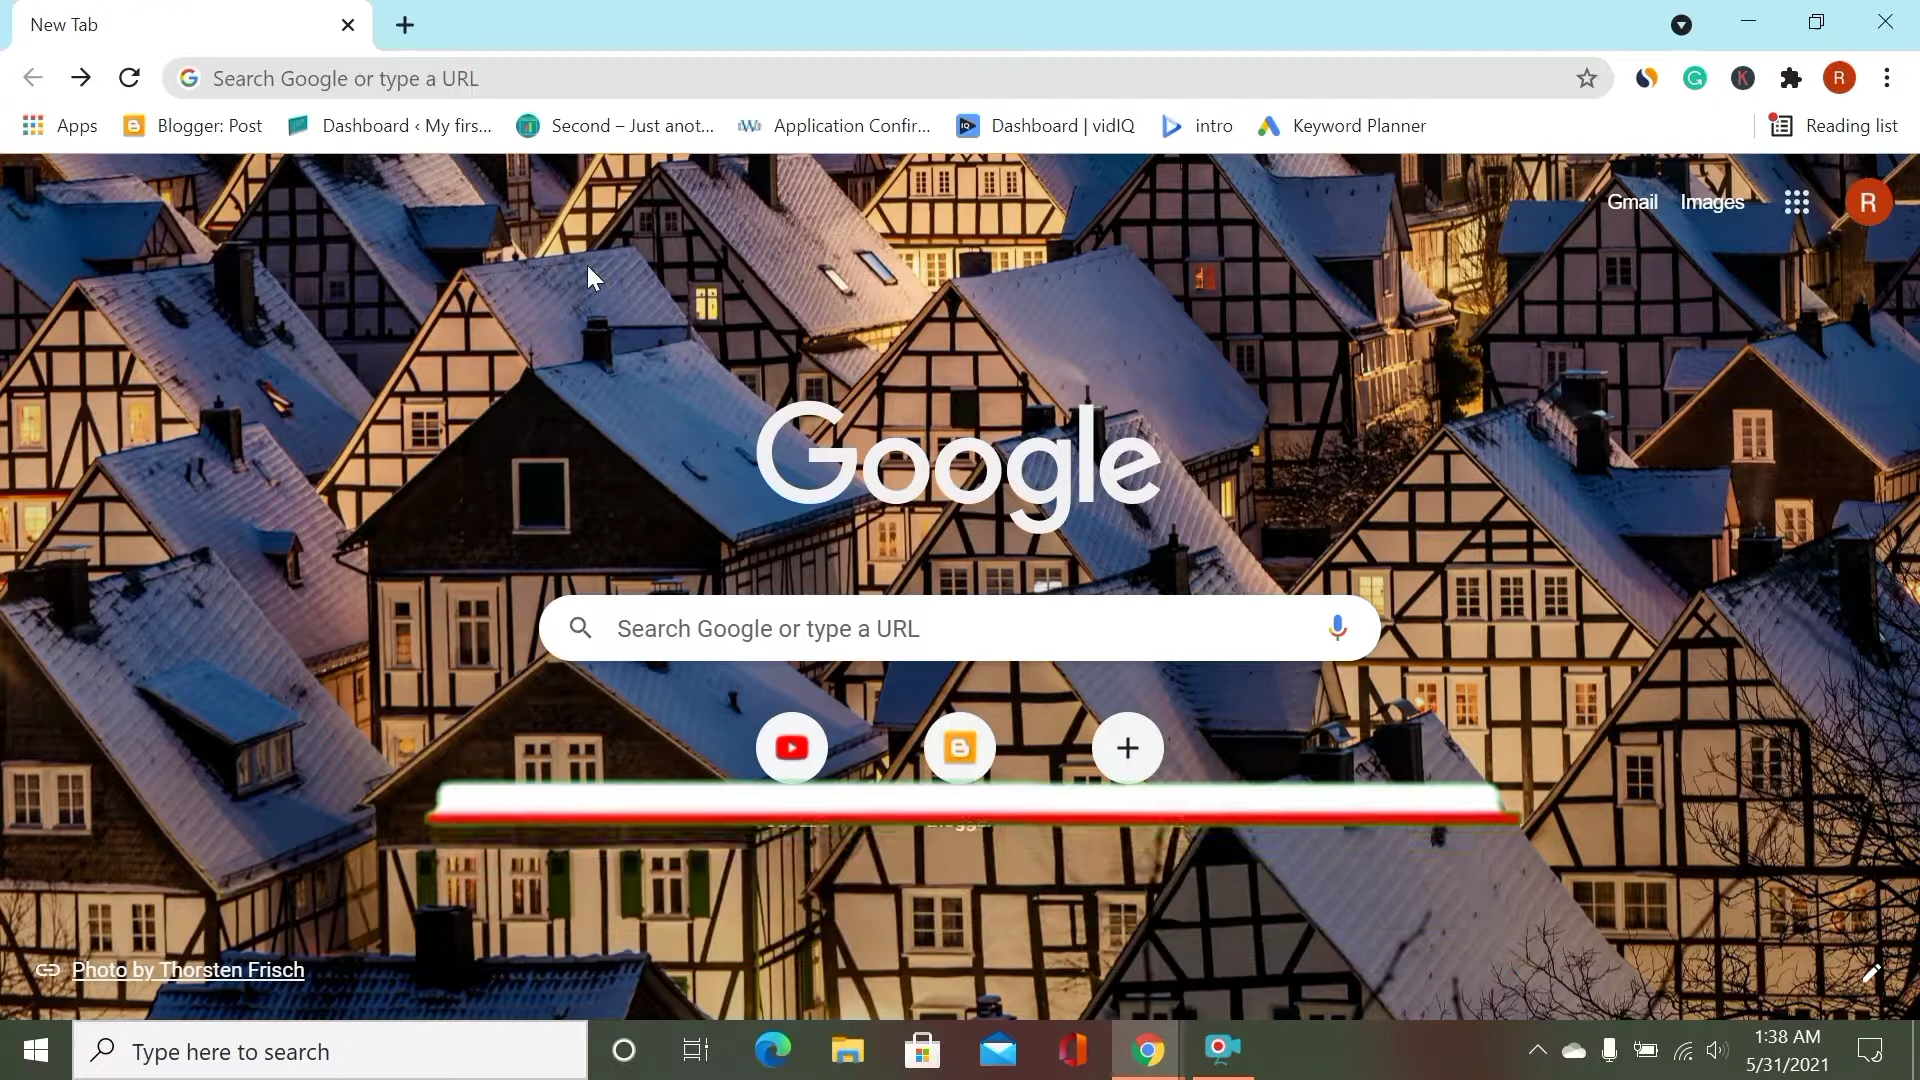 New Tab
Search Google or type a URL
Apps
Blogger: Post
Dashboard ‹ My firs...
Second – Just anot...
Application Confir...
Dashboard | vidIQ
intro
Keyword Planner
Reading list
Gmail
Images
R
Google
Search Google or type a URL
Photo by Thorsten Frisch
Type here to search
1:38 AM
5/31/2021